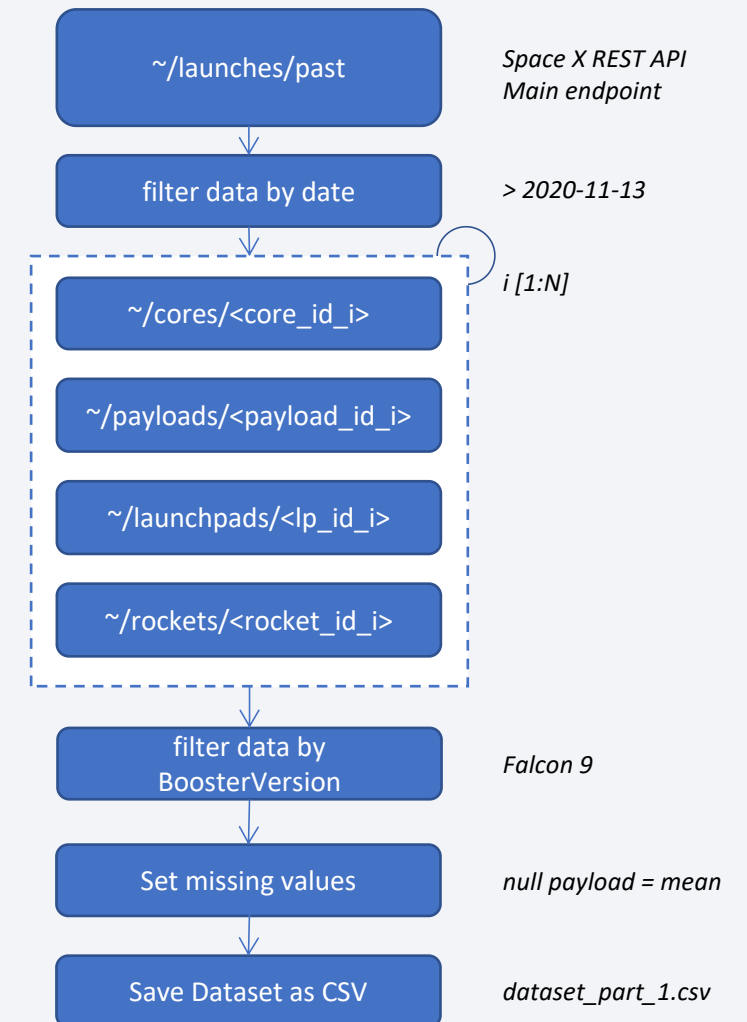 ~/launches/past
Space X REST API
Main endpoint
filter data by date
> 2020-11-13
i [1:N]
~/cores/<core_id_i>
~/payloads/<payload_id_i>
~/launchpads/<lp_id_i>
~/rockets/<rocket_id_i>
filter data by
BoosterVersion
Falcon 9
Set missing values
null payload = mean
Save Dataset as CSV
dataset_part_1.csv